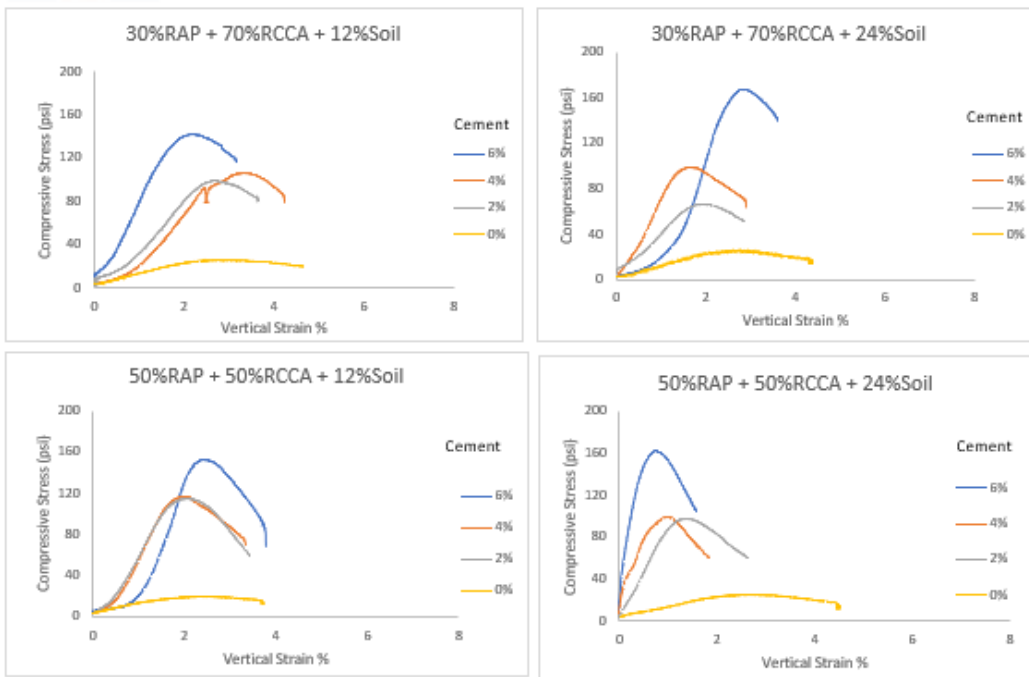 30%RAP + 70%RCCA + 12%Soil
Compressive Stress (psi)
200
160
120
80
40
0
0 2 4 6 8
Vertical Strain %
Cement
6%
4%
2%
0%
30%RAP + 70%RCCA + 24%Soil
Compressive Stress (psi)
200
160
120
80
40
0
0 2 4 6 8
Vertical Strain %
Cement
6%
4%
2%
0%
50%RAP + 50%RCCA + 12%Soil
Compressive Stress (psi)
200
160
120
80
40
0
0 2 4 6 8
Vertical Strain %
Cement
6%
4%
2%
0%
50%RAP + 50%RCCA + 24%Soil
Compressive Stress (psi)
200
160
120
80
40
0
0 2 4 6 8
Vertical Strain %
Cement
6%
4%
2%
0%